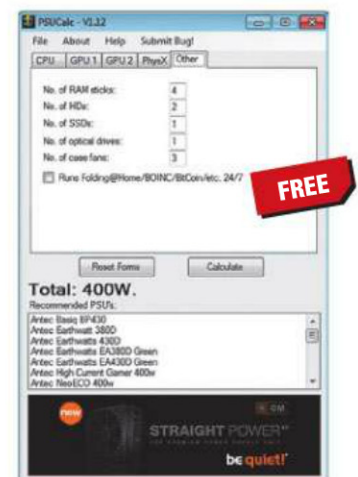 PSUCalc - V1.12
File About Help Submit Bug!
CPU GPU 1 GPU 2 PhysX Other
No. of RAM sticks: 4
No. of HDs: 2
No. of SSDs: 1
No. of optical drives: 1
No. of case fans: 3
Runs Folding@Home/BOINC/BitCoin/etc. 24/7
FREE
Reset Forms Calculate
Total: 400W.
Recommended PSU's:
Antec Basiq BP430
Antec Earthwatt 380D
Antec Earthwatts 430D
Antec Earthwatts EA380D Green
Antec Earthwatts EA430D Green
Antec High Current Gamer 400w
Antec NeoECO 400w
new
STRAIGHT POWER
be quiet!